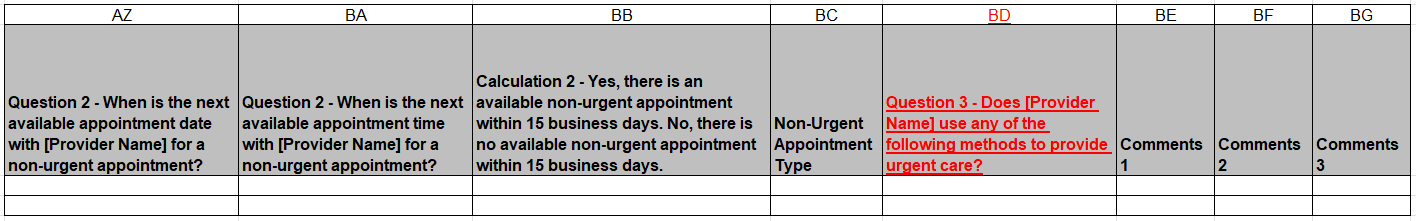 AZ BA BB BC BD BE BF BG
Question 2 - When is the next
available appointment date
with [Provider Name] for a
non-urgent appointment?
Question 2 - When is the next
available appointment time
with [Provider Name] for a
non-urgent appointment?
Calculation 2 - Yes, there is an
available non-urgent appointment
within 15 business days. No, there is
no available non-urgent appointment
within 15 business days.
Non-Urgent
Appointment
Type
Question 3 - Does [Provider
Name] use any of the
following methods to provide
urgent care?
Comments
1
Comments
2
Comments
3